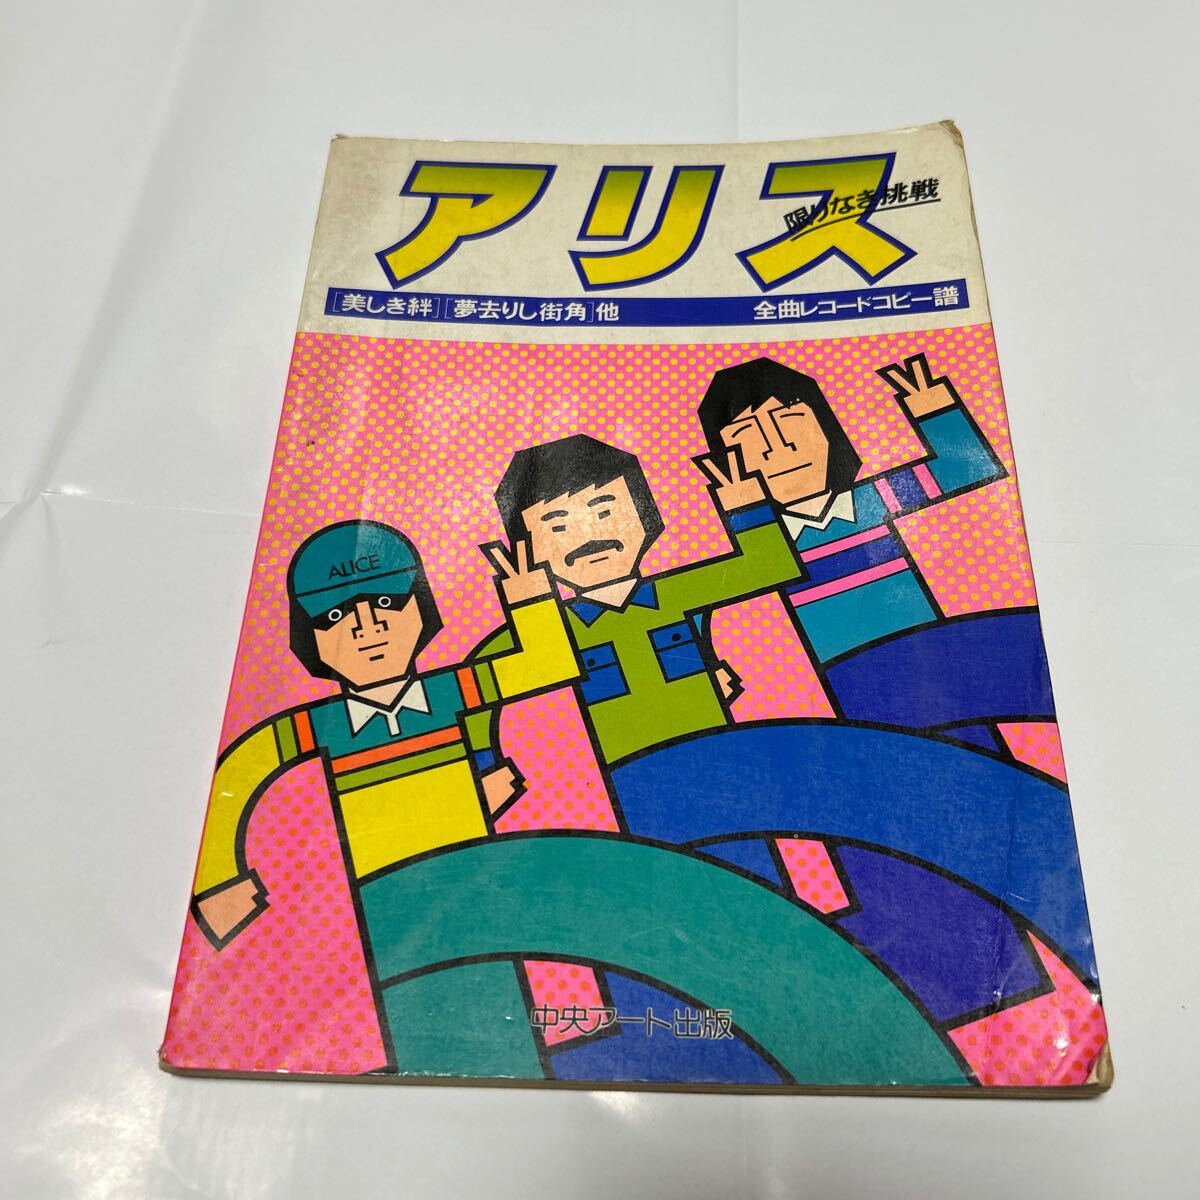 アリス
限りなき挑戦
[美しき絆][夢去りし街角]他 全曲レコードコピー譜
ALICE
中央アート出版